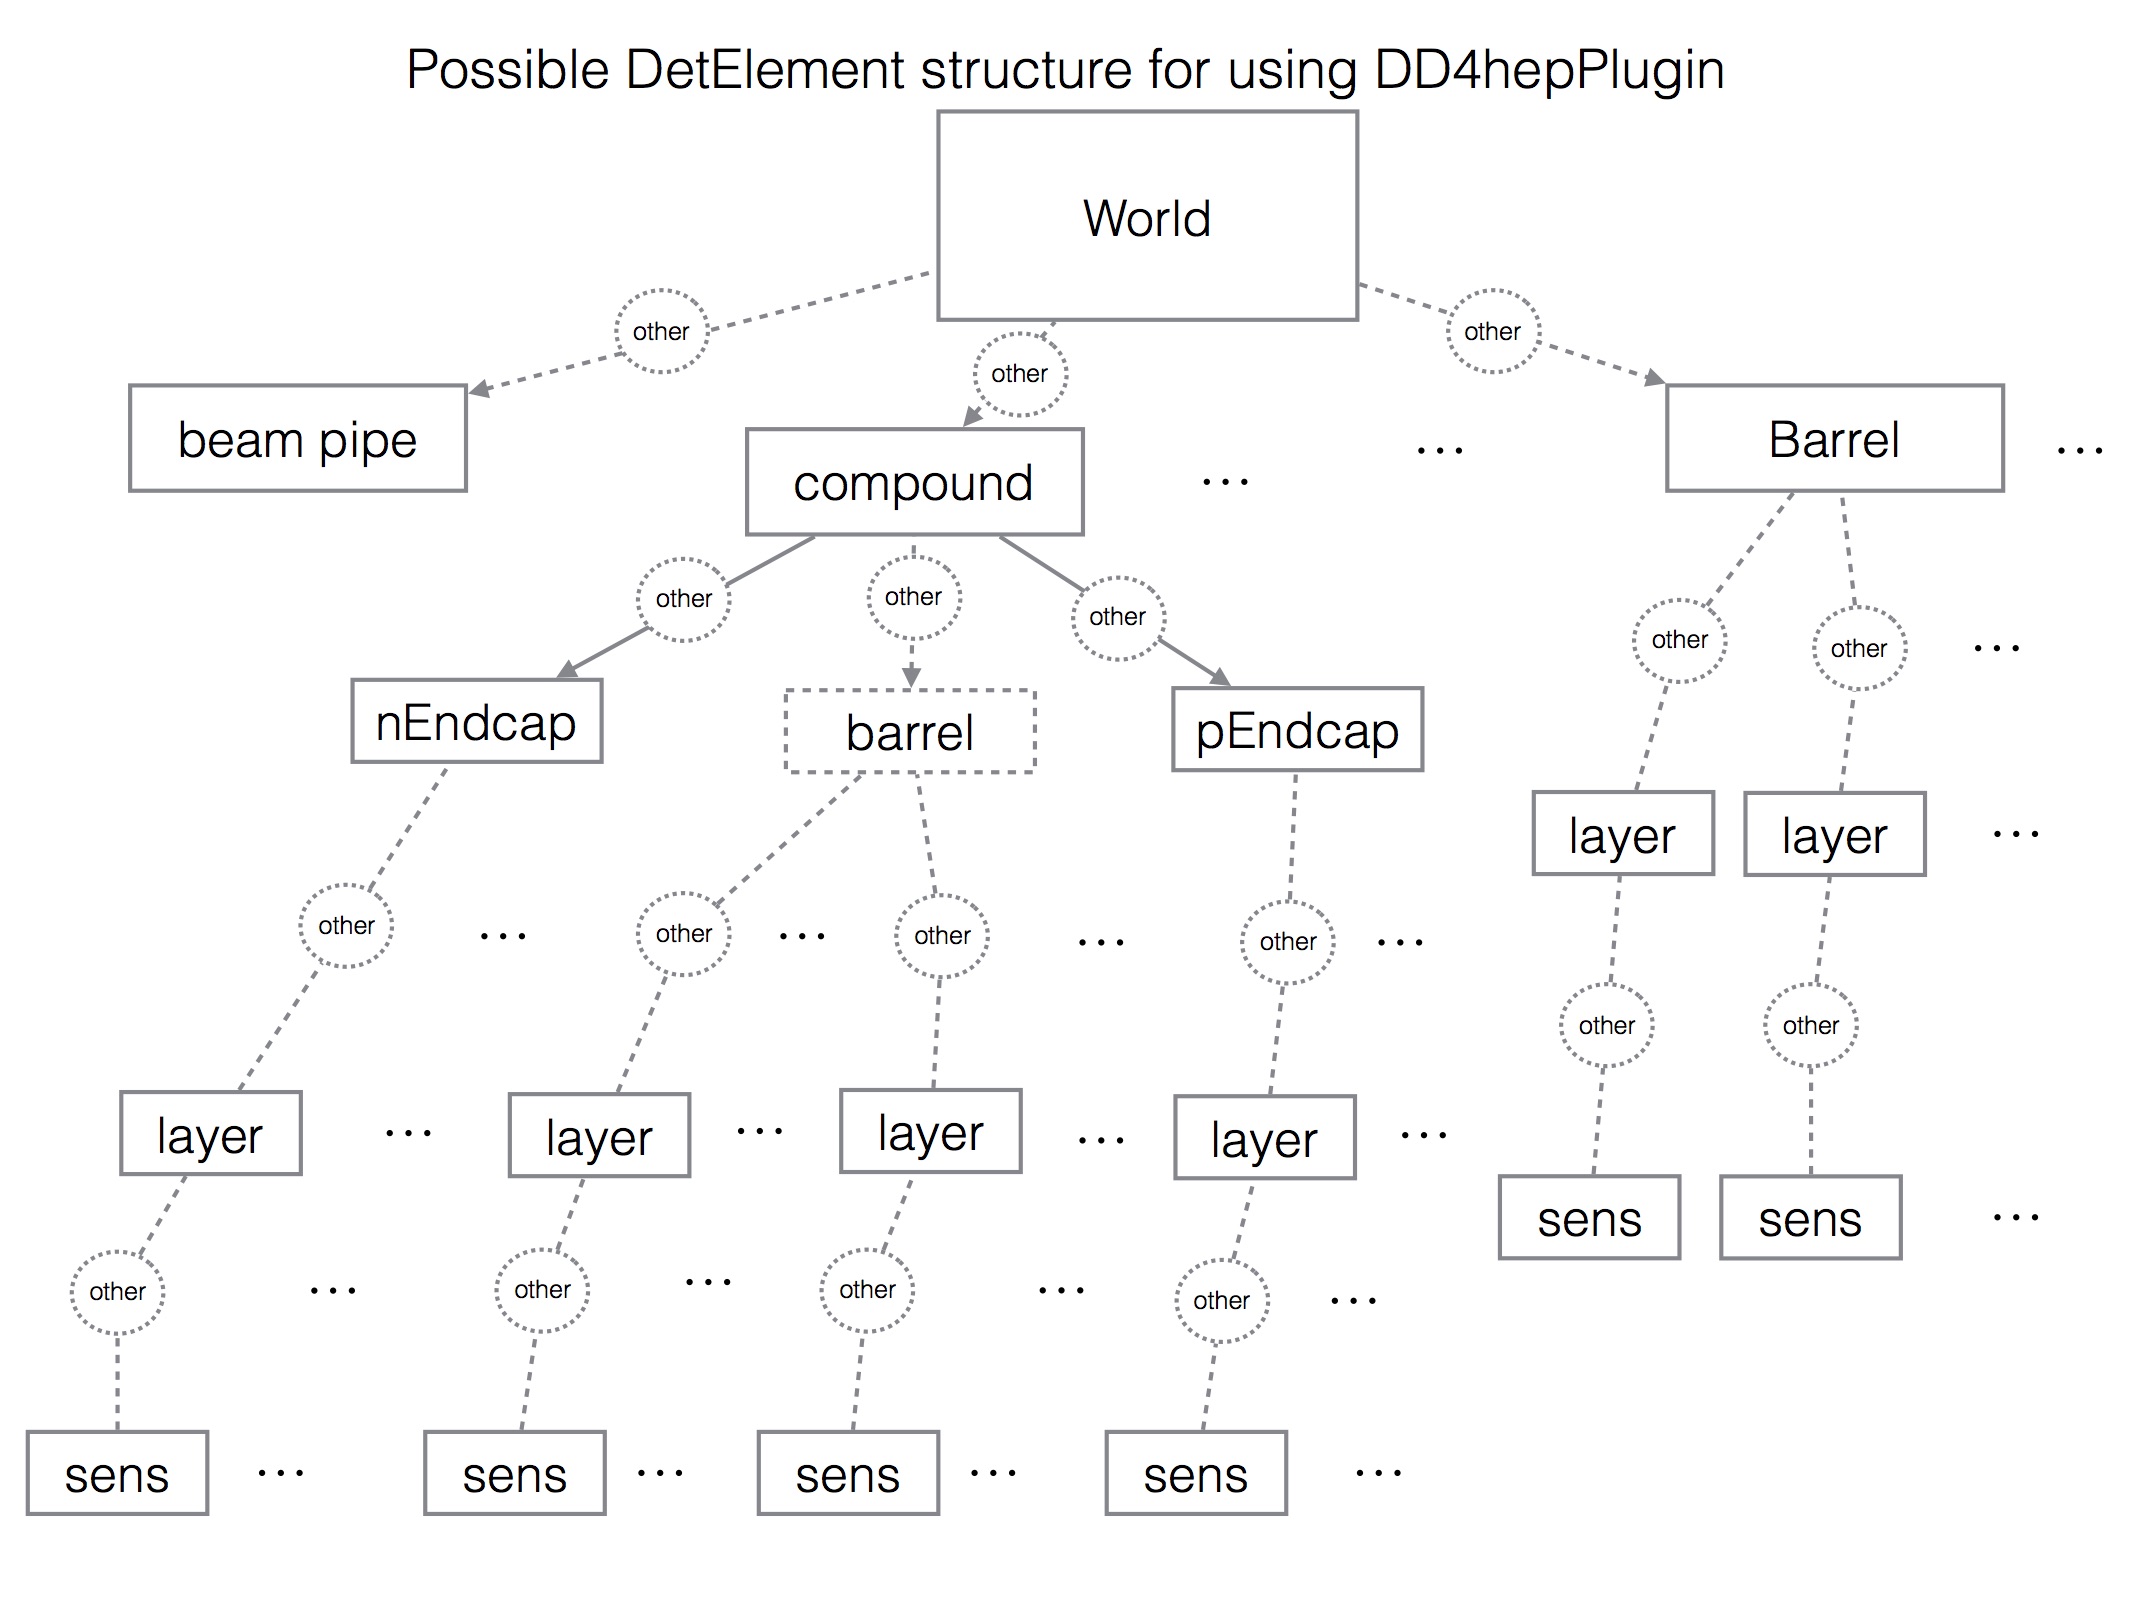 Possible DetElement structure for using DD4hepPlugin
World
other
other
other
beam pipe
compound
...
...
Barrel
...
other
other
other
other
other
...
nEndcap
barrel
pEndcap
layer
layer
...
other
...
other
...
other
...
other
...
other
other
layer
...
layer
...
layer
...
layer
...
sens
sens
...
other
...
other
...
other
...
other
...
sens
...
sens
...
sens
...
sens
...